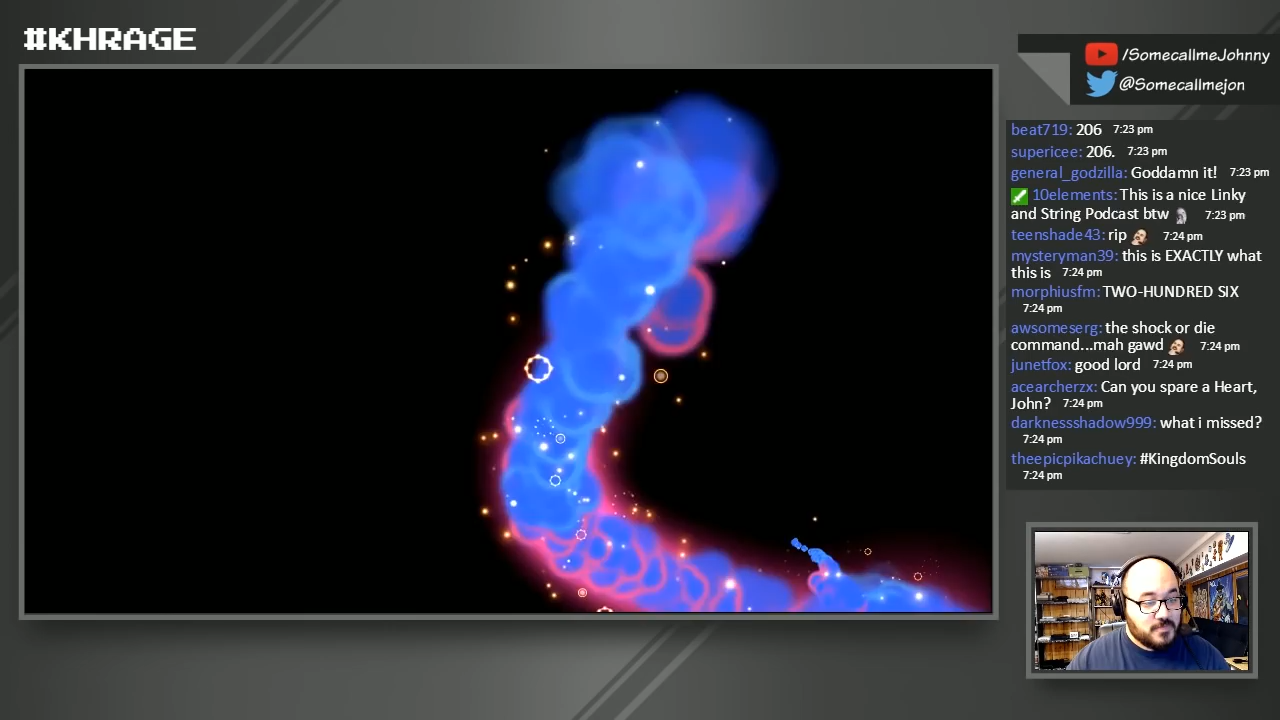 #KHRAGE
/SomecallmeJohnny
@Somecallmejon
beat719: 206 7:23 pm
supericee: 206. 7:23 pm
general_godzilla: Goddamn it! 7:23 pm
10elements: This is a nice Linky
and String Podcast btw 7:23 pm
teenshade43: rip 7:24 pm
mysteryman39: this is EXACTLY what
this is 7:24 pm
morphiusfm: TWO-HUNDRED SIX
7:24 pm
awsomeserg: the shock or die
command...mah gawd 7:24 pm
junetfox: good lord 7:24 pm
acearcherzx: Can you spare a Heart,
John? 7:24 pm
darknessshadow999: what i missed?
7:24 pm
theepicpikachuey: #KingdomSouls
7:24 pm